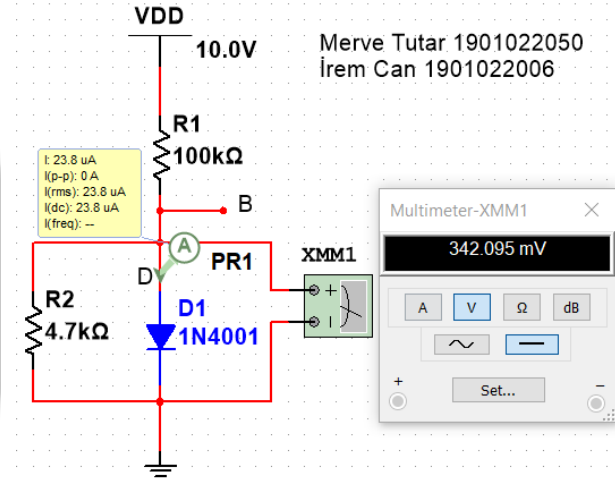 VDD
10.0V
Merve Tutar 1901022050
İrem Can 1901022006
R1
100kΩ
I: 23.8 uA
I(p-p): 0 A
I(rms): 23.8 uA
I(dc): 23.8 uA
I(freq): --
B
A
PR1
D
R2
4.7kΩ
D1
1N4001
XMM1
+
Multimeter-XMM1
342.095 mV
A
V
Ω
dB
+
Set...
−